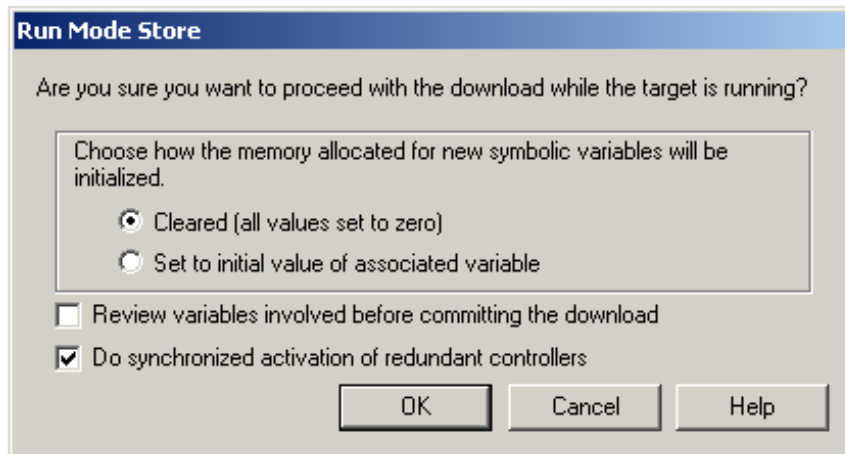 Run Mode Store
Are you sure you want to proceed with the download while the target is running?
Choose how the memory allocated for new symbolic variables will be
initialized.
Cleared (all values set to zero)
Set to initial value of associated variable
Review variables involved before committing the download
Do synchronized activation of redundant controllers
OK Cancel Help